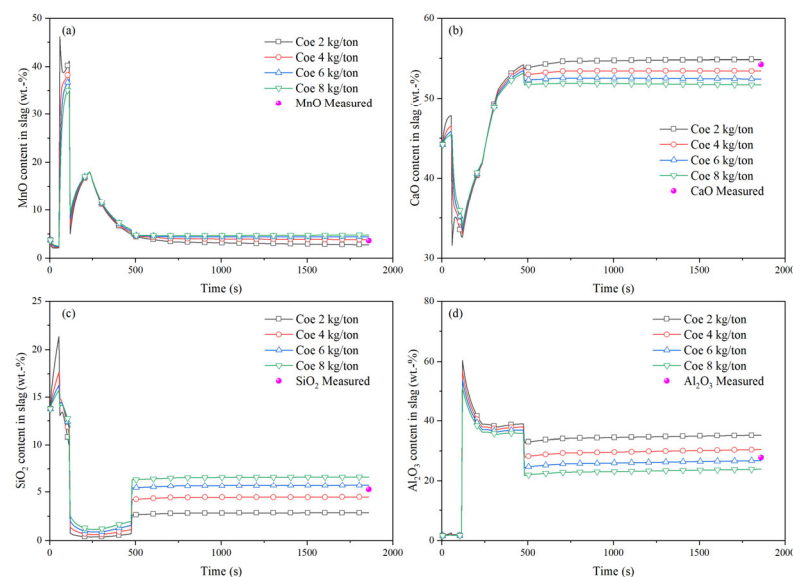 (a)
Coe 2 kg/ton
Coe 4 kg/ton
Coe 6 kg/ton
Coe 8 kg/ton
MnO Measured
MnO content in slag (wt.-%)
50
40
30
20
10
0
0
500
1000
1500
2000
Time (s)
(b)
Coe 2 kg/ton
Coe 4 kg/ton
Coe 6 kg/ton
Coe 8 kg/ton
CaO Measured
CaO content in slag (wt.-%)
60
50
40
30
0
500
1000
1500
2000
Time (s)
(c)
Coe 2 kg/ton
Coe 4 kg/ton
Coe 6 kg/ton
Coe 8 kg/ton
SiO₂ Measured
SiO₂ content in slag (wt.-%)
25
20
15
10
5
0
0
500
1000
1500
2000
Time (s)
(d)
Coe 2 kg/ton
Coe 4 kg/ton
Coe 6 kg/ton
Coe 8 kg/ton
Al₂O₃ Measured
Al₂O₃ content in slag (wt.-%)
80
60
40
20
0
0
500
1000
1500
2000
Time (s)